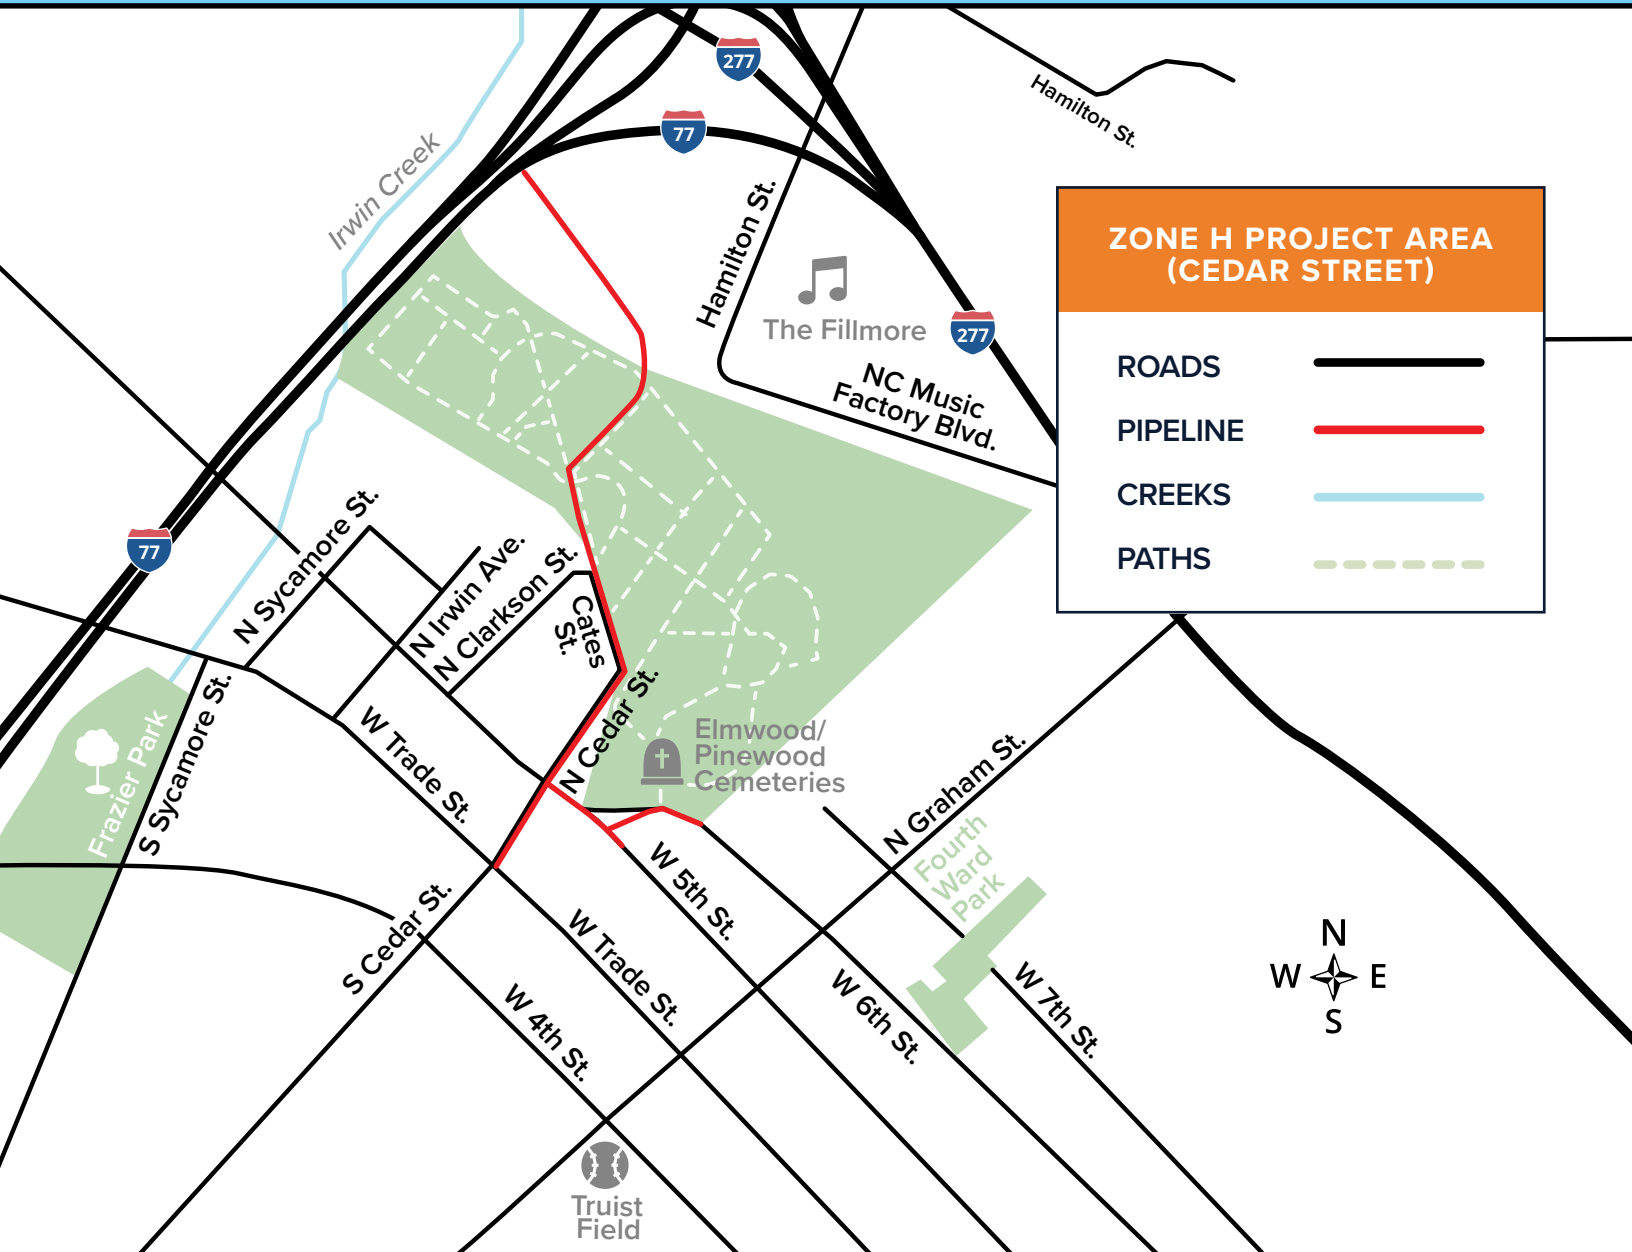 277
77
Hamilton St.
Irwin Creek
Hamilton St.
ZONE H PROJECT AREA
(CEDAR STREET)
The Fillmore
277
ROADS
NC Music
Factory Blvd.
PIPELINE
CREEKS
PATHS
77
N Sycamore St.
N Irwin Ave.
N Clarkson St.
Cates
St.
N Cedar St.
Frazier Park
S Sycamore St.
W Trade St.
Elmwood/
Pinewood
Cemeteries
N Graham St.
Fourth
Ward
Park
W 5th St.
S Cedar St.
W Trade St.
W 4th St.
W 6th St.
W 7th St.
N
W
E
S
Truist
Field